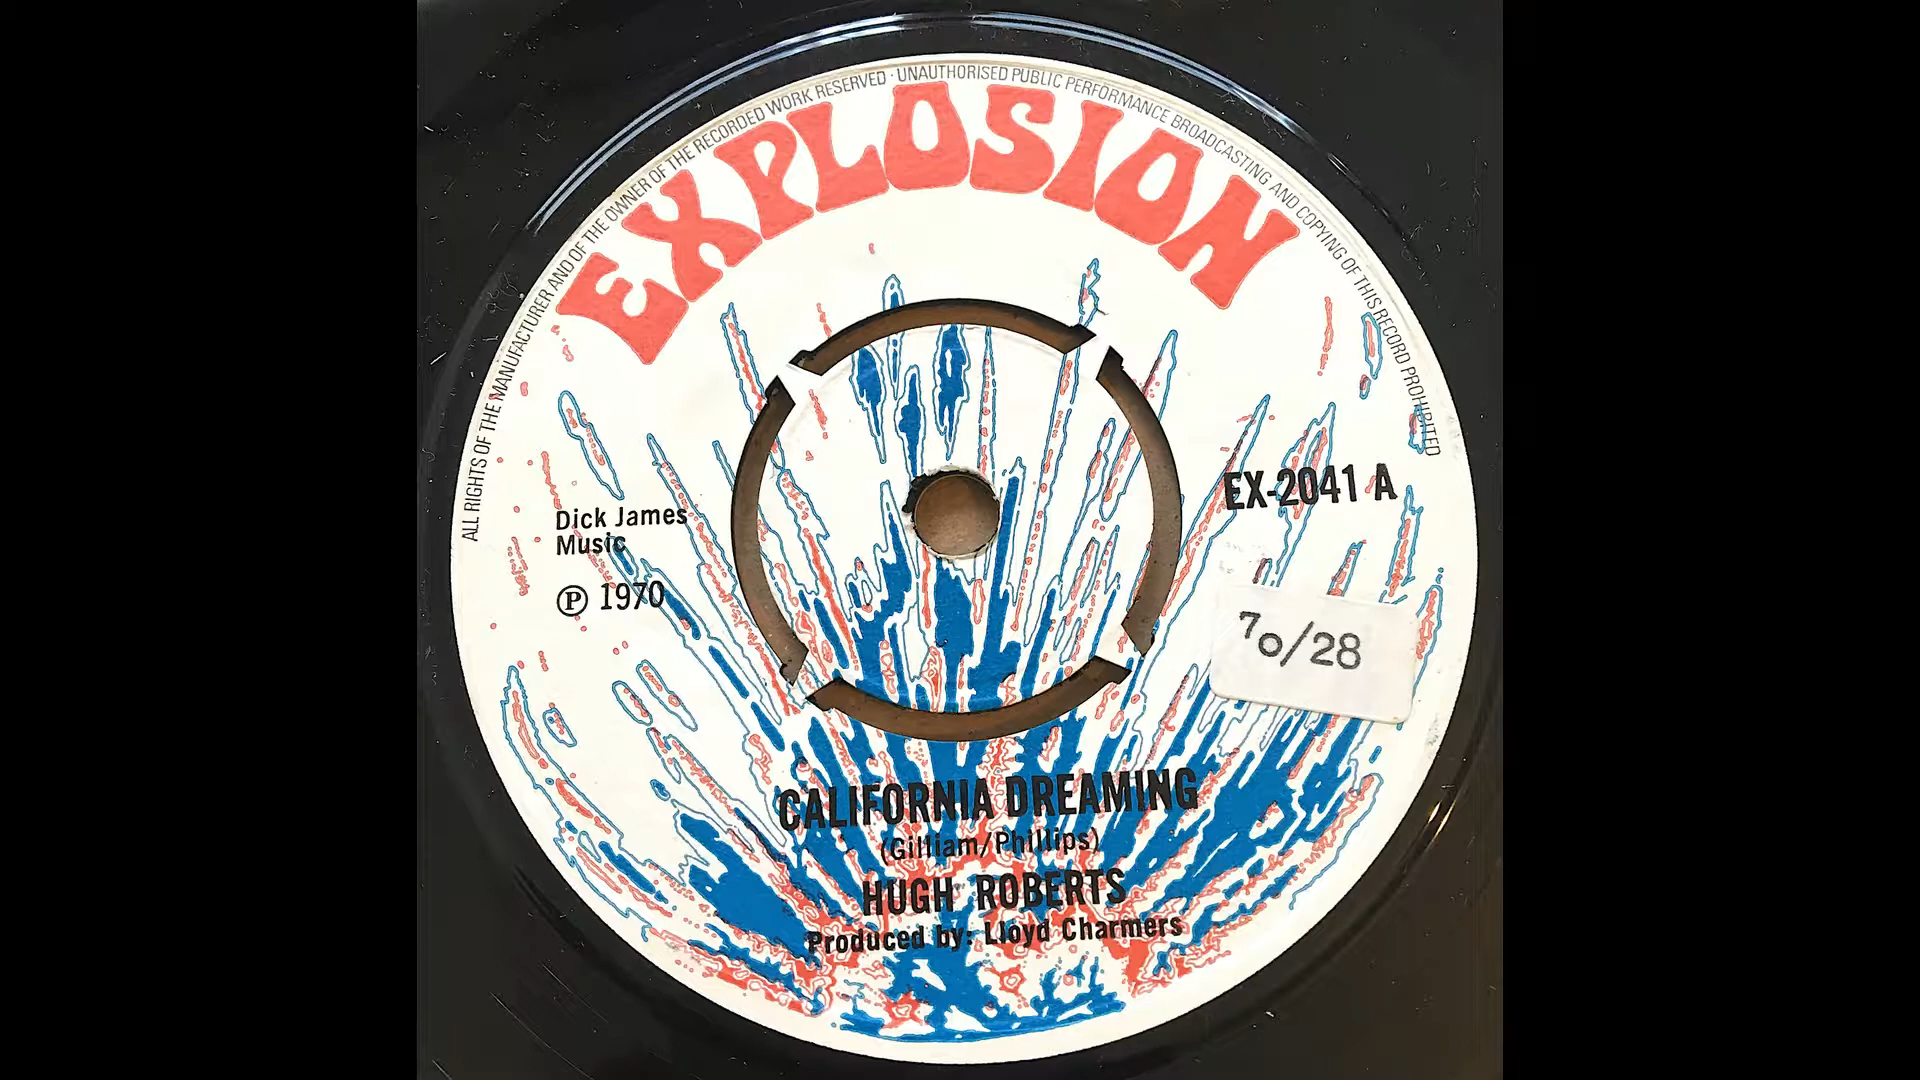 ALL RIGHTS OF THE MANUFACTURER AND OF THE OWNER OF THE RECORDED WORK RESERVED · UNAUTHORISED PUBLIC PERFORMANCE BROADCASTING AND COPYING OF THIS RECORD PROHIBITED
EXPLOSION
EX-2041 A
Dick James
Music
℗ 1970
70/28
CALIFORNIA DREAMING
(Gilliam/Phillips)
HUGH ROBERTS
Produced by: Lloyd Charmers